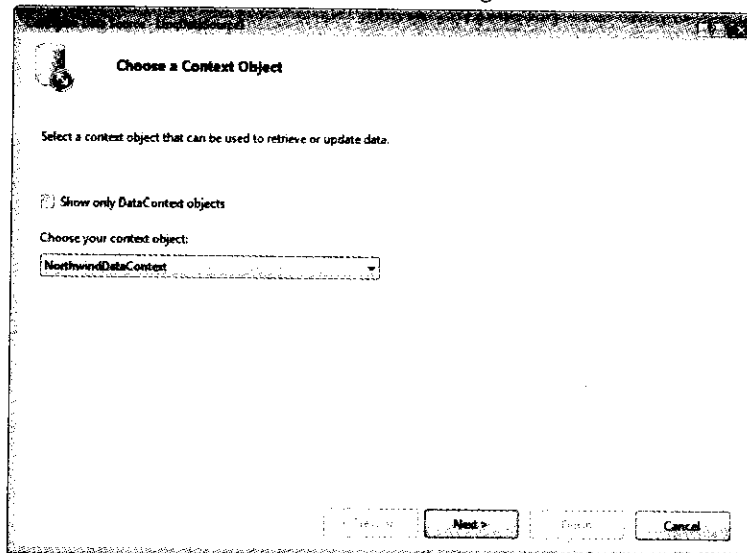 Choose a Context Object
Select a context object that can be used to retrieve or update data.
Show only DataContext objects
Choose your context object:
NorthwindDataContext
Next >
Cancel